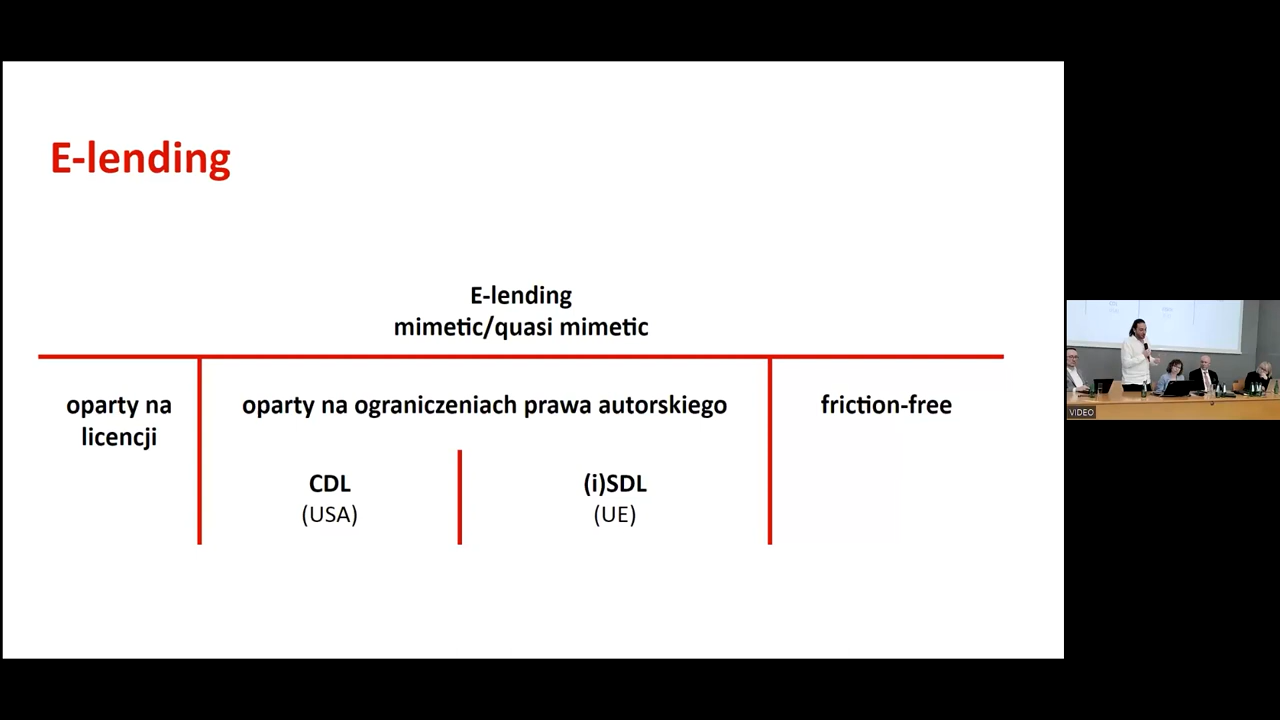 E-lending
E-lending
mimetic/quasi mimetic
oparty na
licencji
oparty na ograniczeniach prawa autorskiego
friction-free
CDL
(USA)
(i)SDL
(UE)
VIDEO